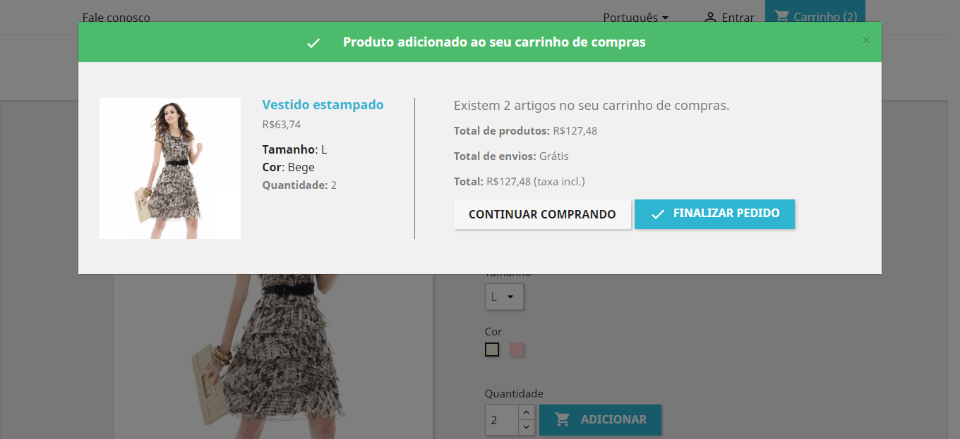 Fale conosco
Português
Entrar
Carrinho (2)
Produto adicionado ao seu carrinho de compras
×
Vestido estampado
R$63,74
Tamanho: L
Cor: Bege
Quantidade: 2
Existem 2 artigos no seu carrinho de compras.
Total de produtos: R$127,48
Total de envios: Grátis
Total: R$127,48 (taxa incl.)
CONTINUAR COMPRANDO
FINALIZAR PEDIDO
Tamanho
L
Cor
Quantidade
2
ADICIONAR